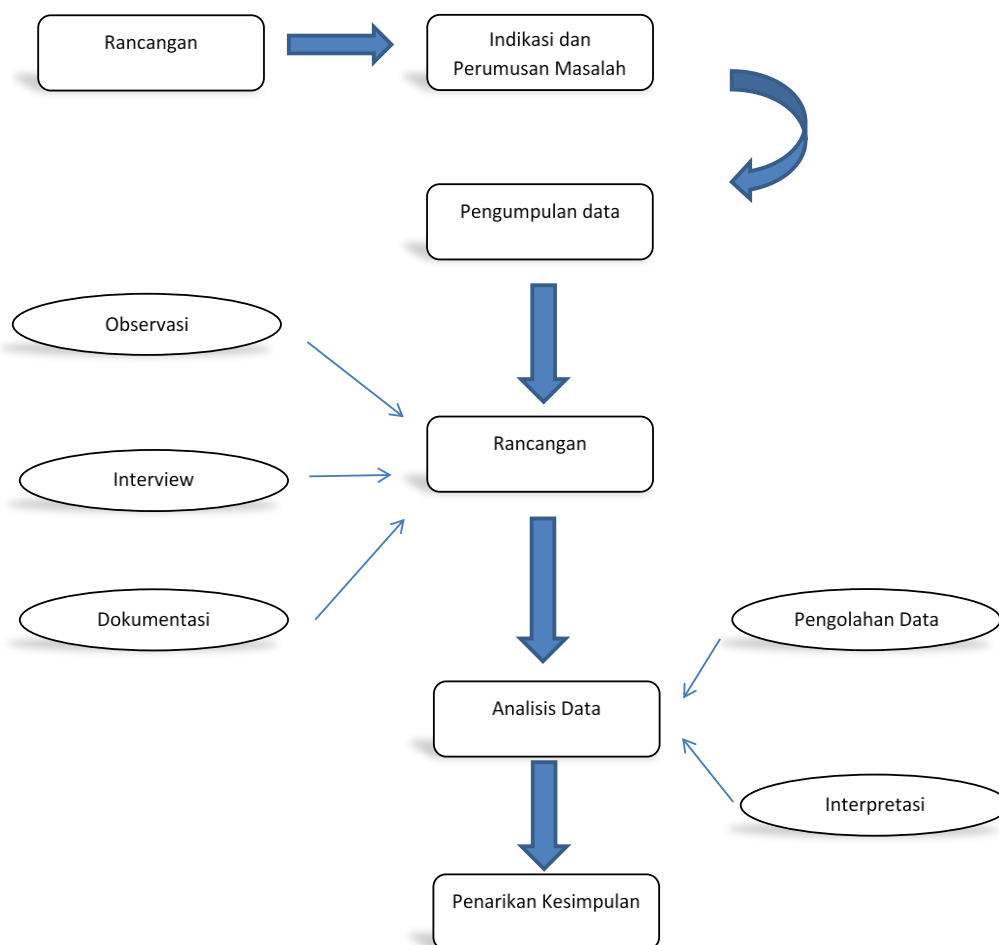 Rancangan
Indikasi dan
Perumusan Masalah
Pengumpulan data
Observasi
Rancangan
Interview
Dokumentasi
Pengolahan Data
Analisis Data
Interpretasi
Penarikan Kesimpulan